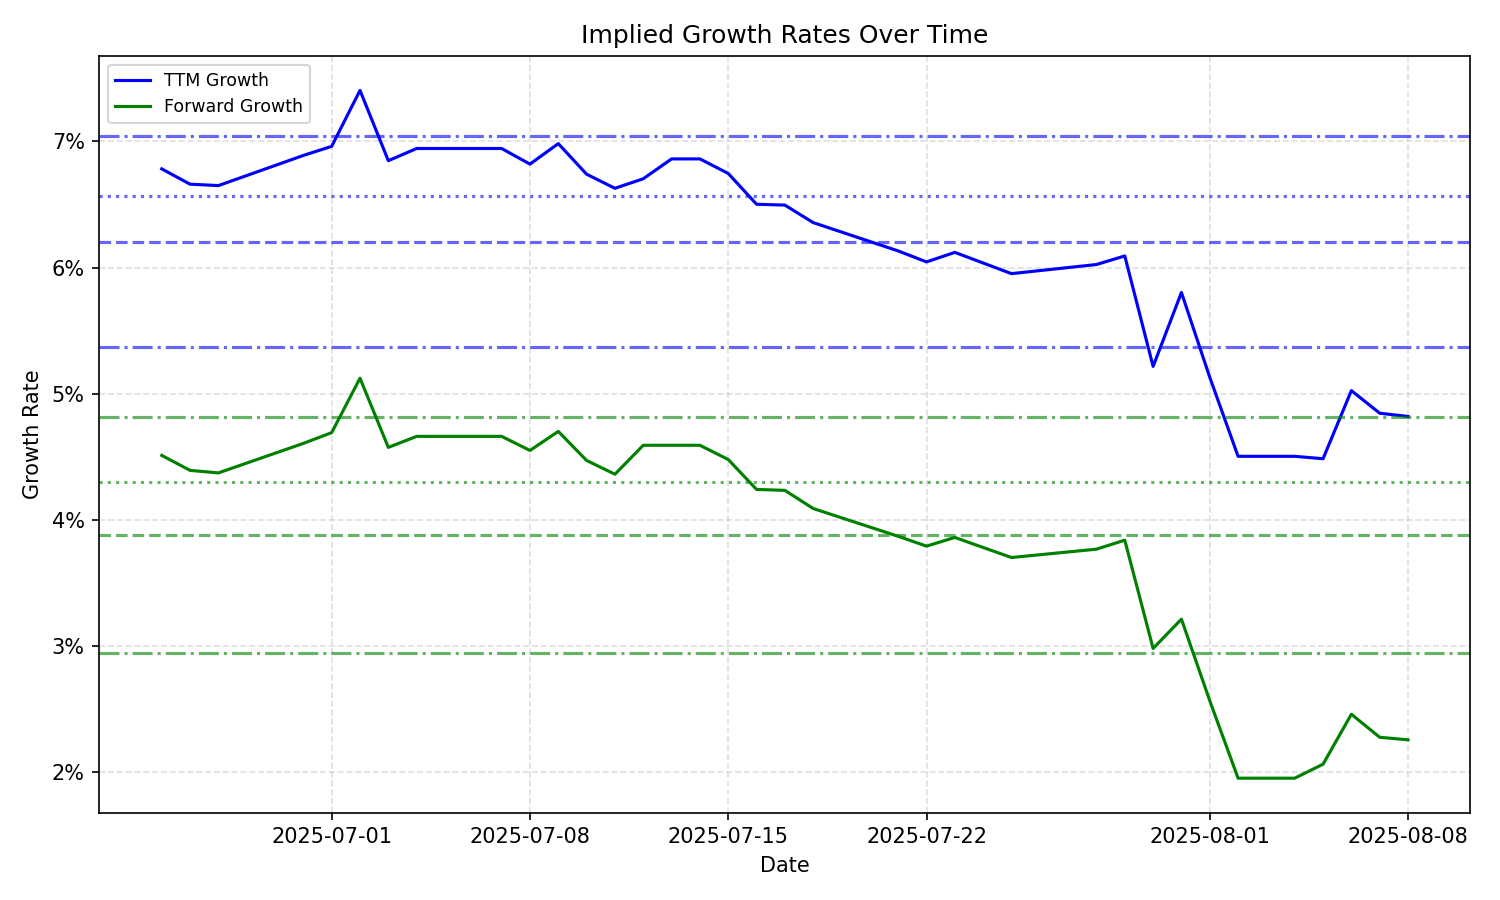 Implied Growth Rates Over Time
TTM Growth
Forward Growth
7%
6%
5%
4%
3%
2%
Growth Rate
2025-07-01
2025-07-08
2025-07-15
2025-07-22
2025-08-01
2025-08-08
Date